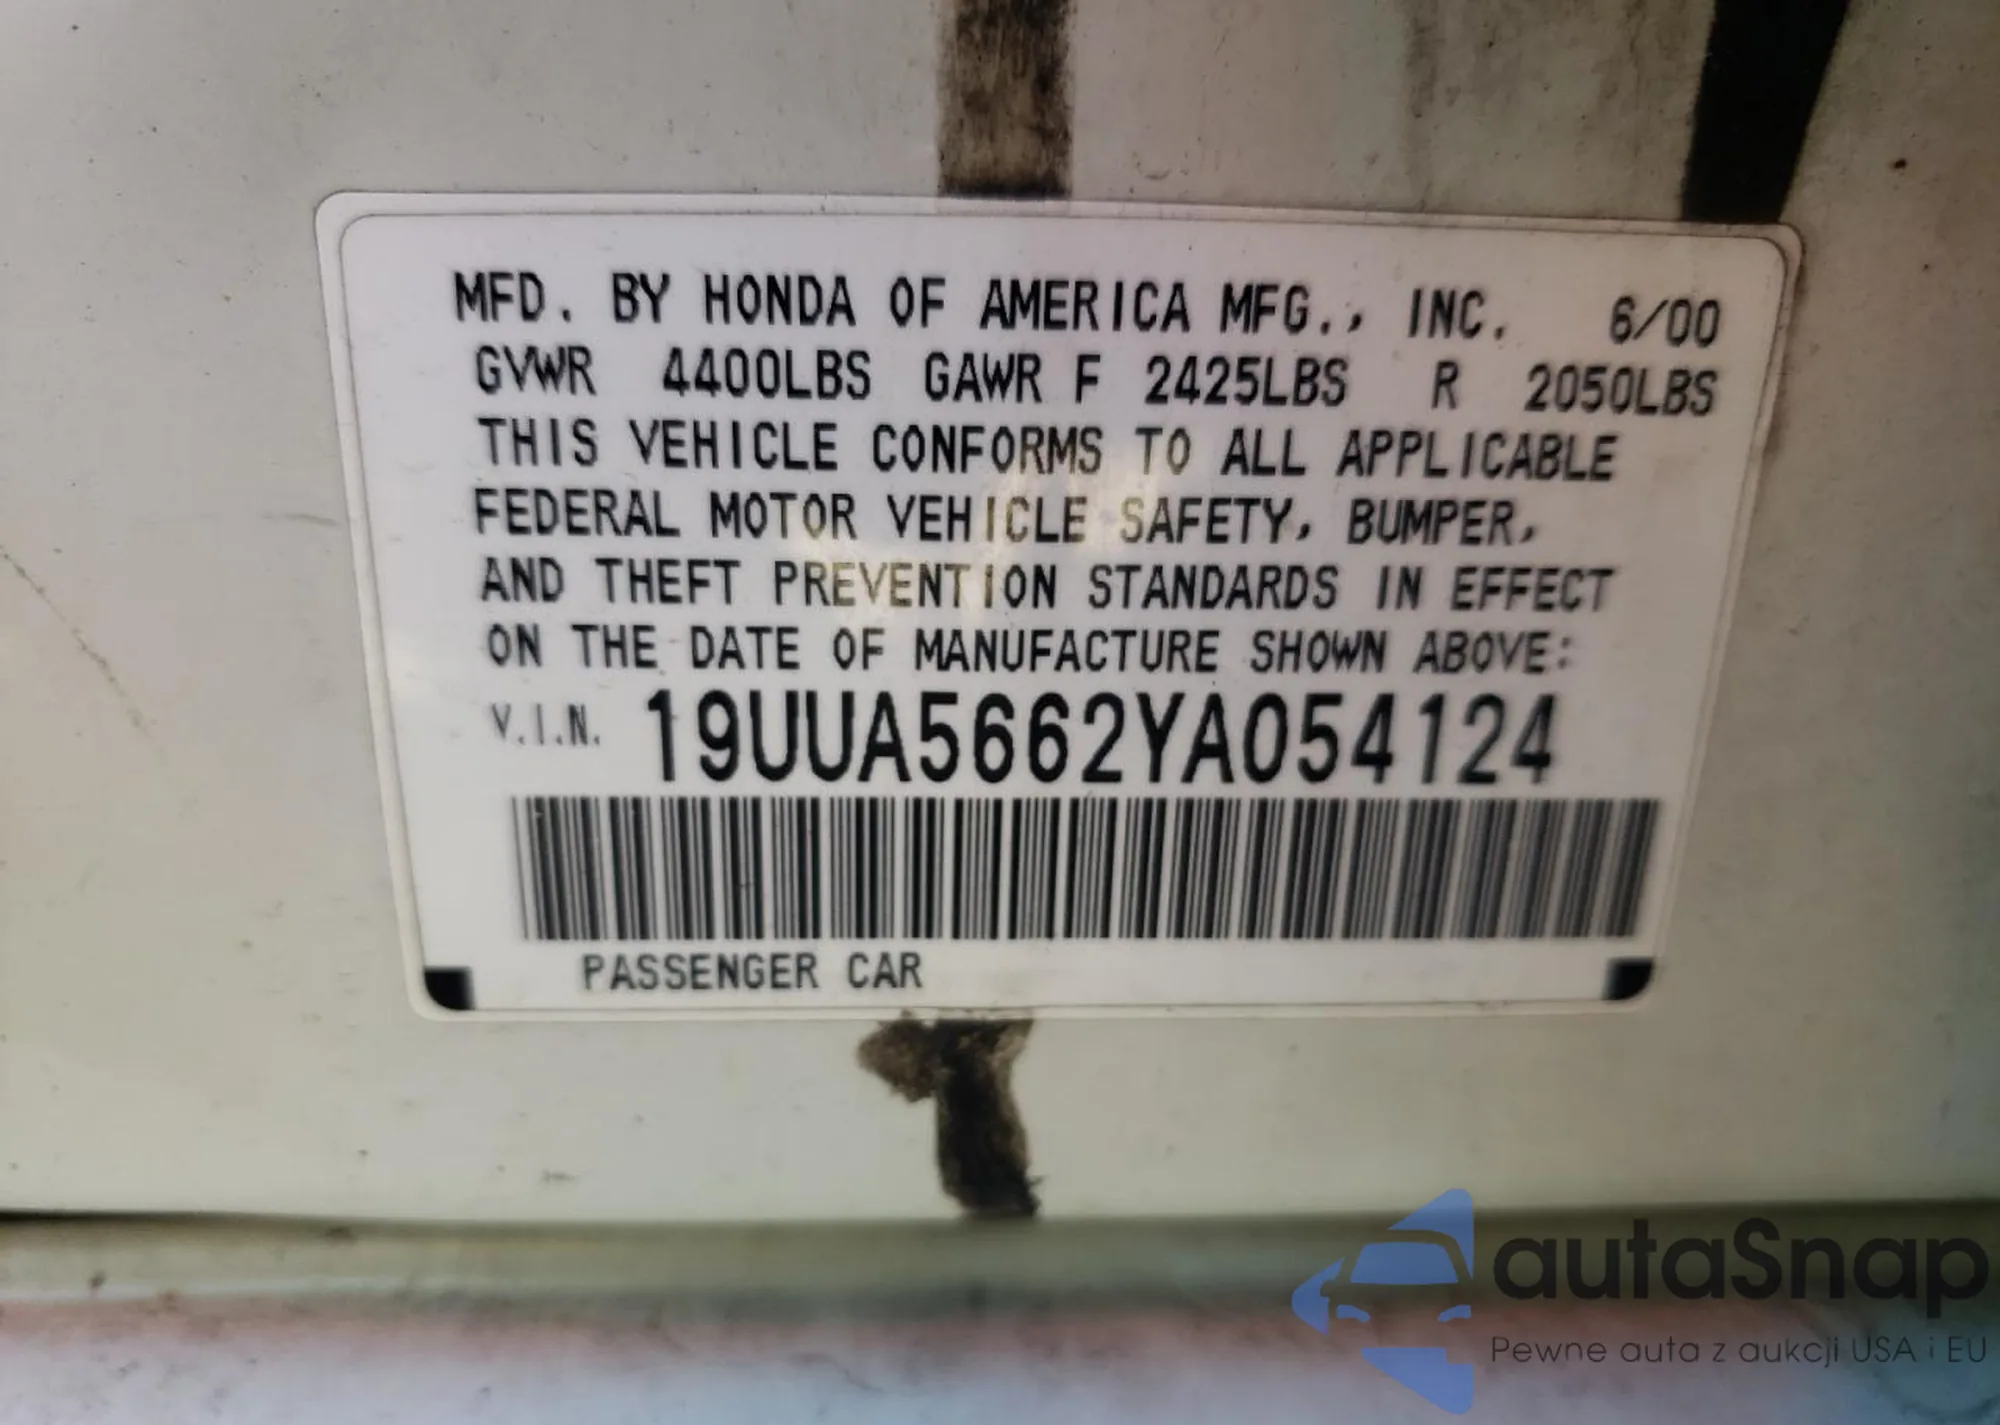 MFD. BY HONDA OF AMERICA MFG., INC. 6/00
GVWR 4400LBS GAWR F 2425LBS R 2050LBS
THIS VEHICLE CONFORMS TO ALL APPLICABLE
FEDERAL MOTOR VEHICLE SAFETY, BUMPER,
AND THEFT PREVENTION STANDARDS IN EFFECT
ON THE DATE OF MANUFACTURE SHOWN ABOVE:
V.I.N. 19UUA5662YA054124
PASSENGER CAR
autaSnap
Pewne auta z aukcji USA i EU